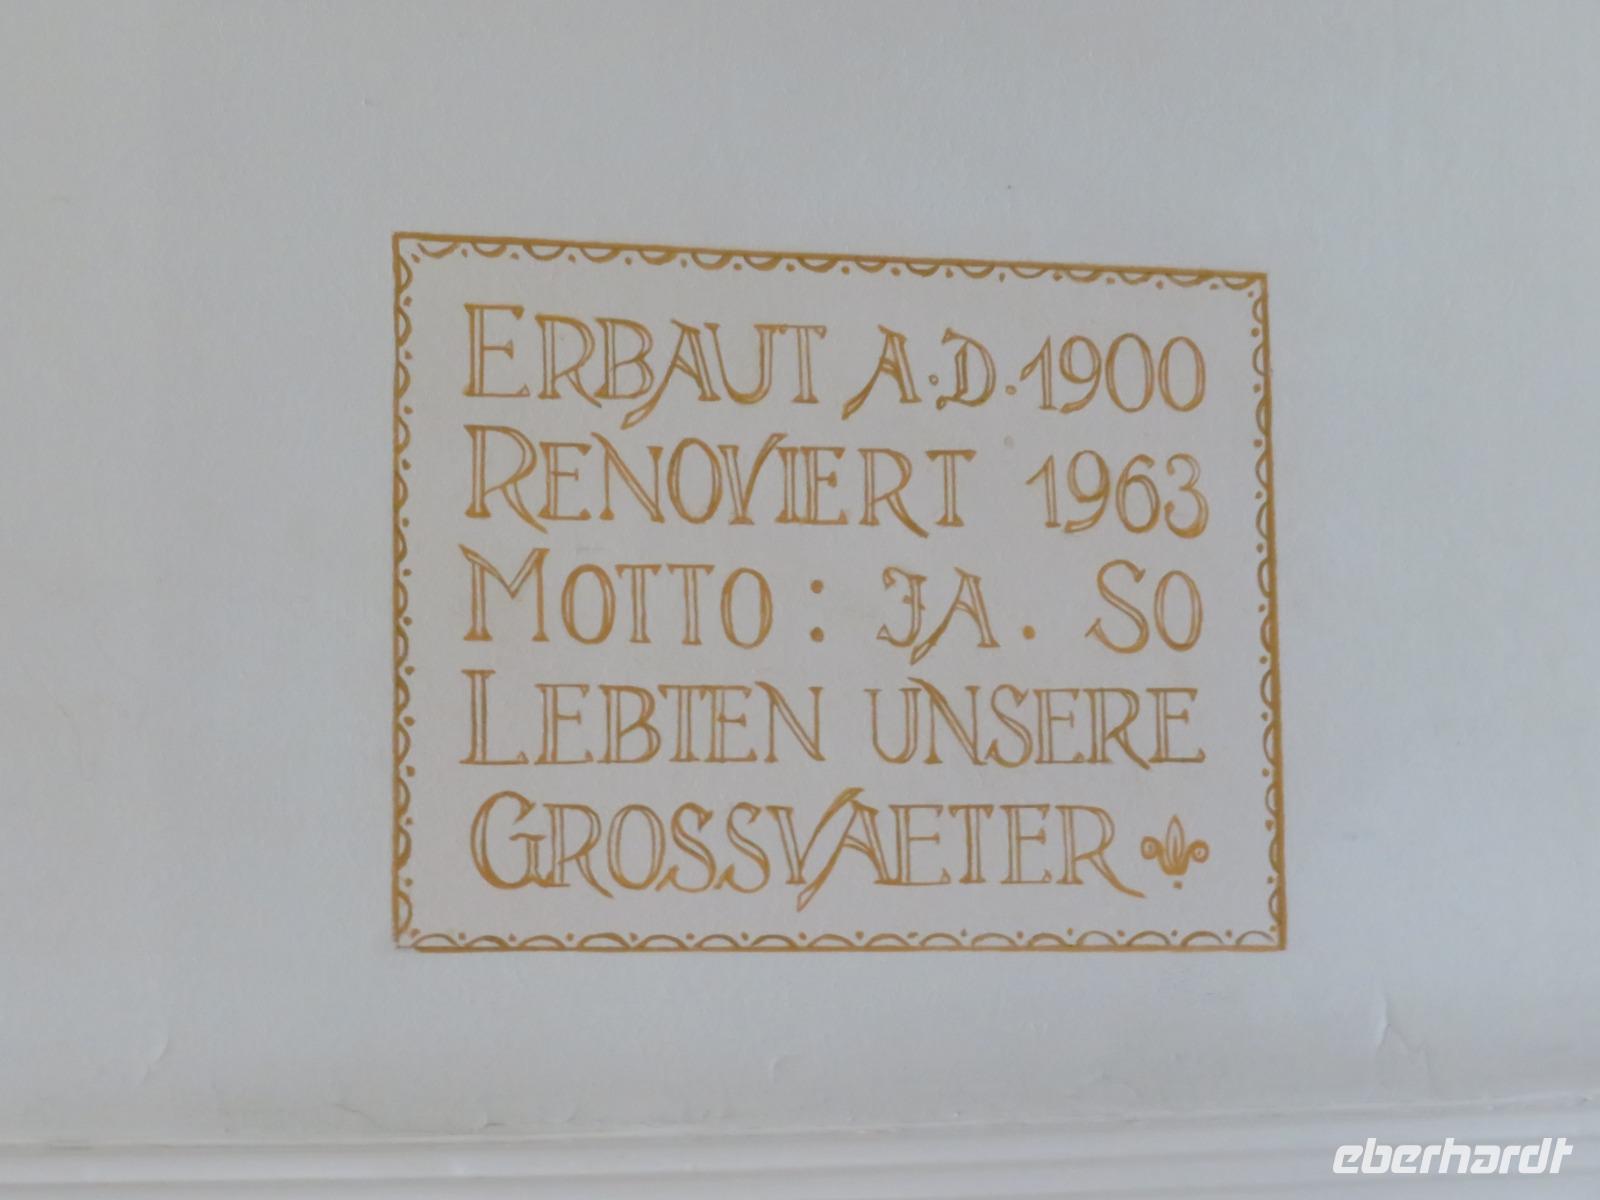 ERBAUT A.D.1900
RENOVIERT 1963
MOTTO: JA. SO
LEBTEN UNSERE
GROSSVAETER
eberhardt